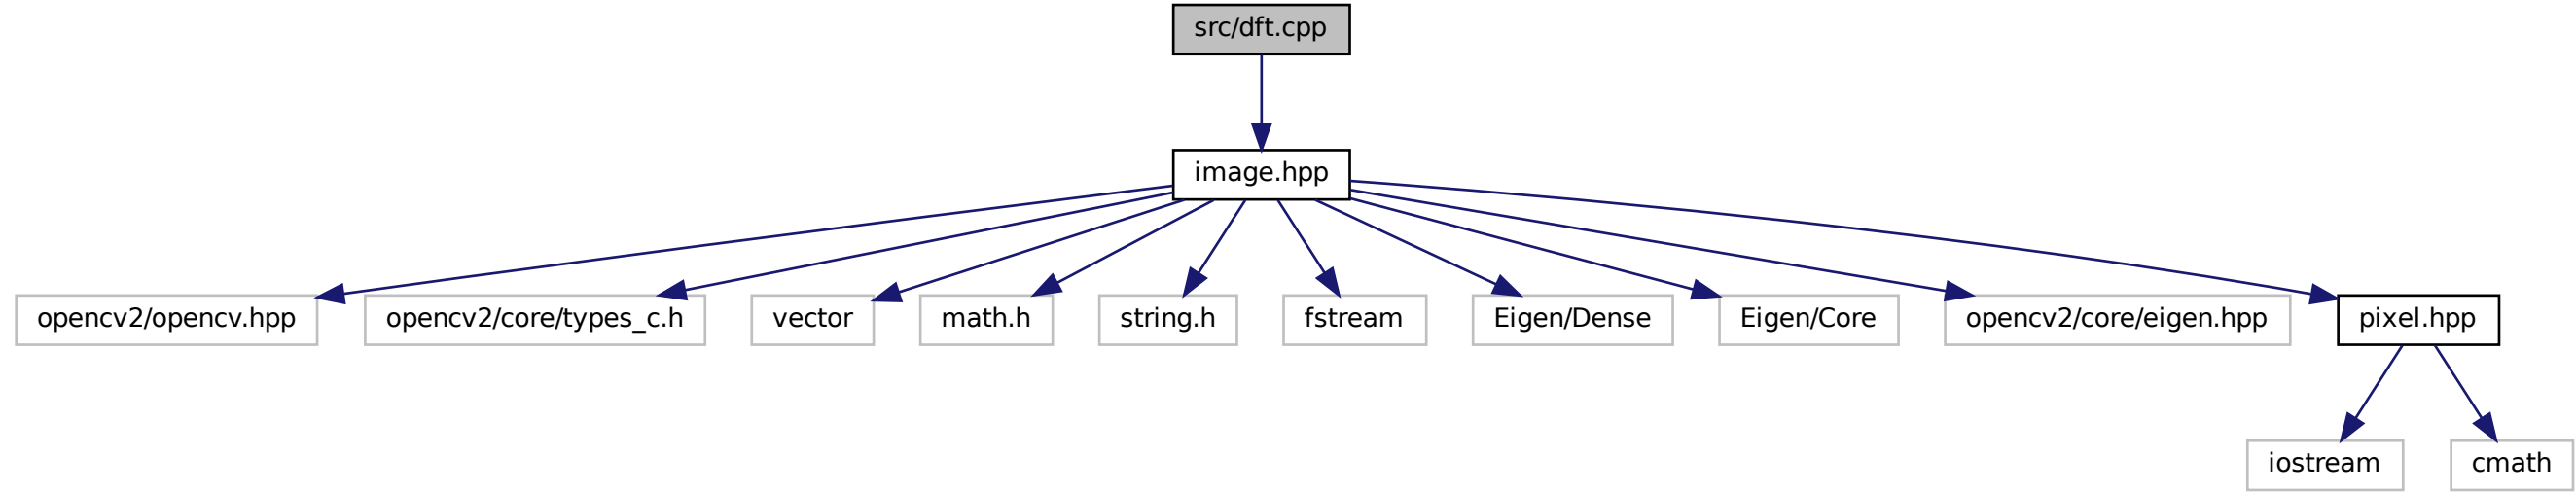 src/dft.cpp
image.hpp
opencv2/opencv.hpp
opencv2/core/types_c.h
vector
math.h
string.h
fstream
Eigen/Dense
Eigen/Core
opencv2/core/eigen.hpp
pixel.hpp
iostream
cmath